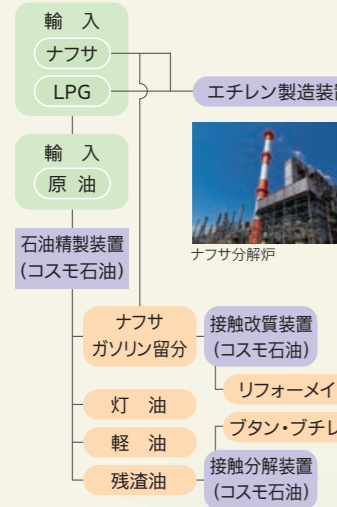 輸 入
ナフサ
LPG
エチレン製造装
輸 入
原 油
ナフサ分解炉
石油精製装置
(コスモ石油)
ナフサ
ガソリン留分
接触改質装置
(コスモ石油)
リフォーメイ
灯 油
ブタン・ブチレ
軽 油
接触分解装置
(コスモ石油)
残渣油